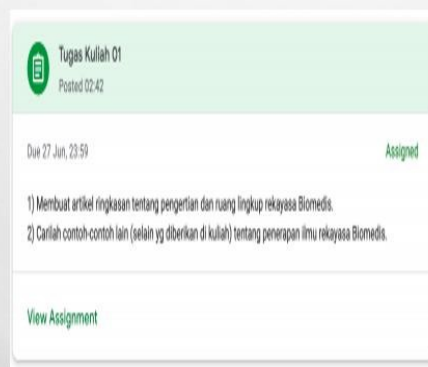 Tugas Kuliah 01
Posted 02:42
Due 27 Jun, 23:59
Assigned
1) Membuat artikel ringkasan tentang pengertian dan ruang lingkup rekayasa Biomedis.
2) Carilah contoh-contoh lain (selain yg diberikan di kuliah) tentang penerapan ilmu rekayasa Biomedis.
View Assignment